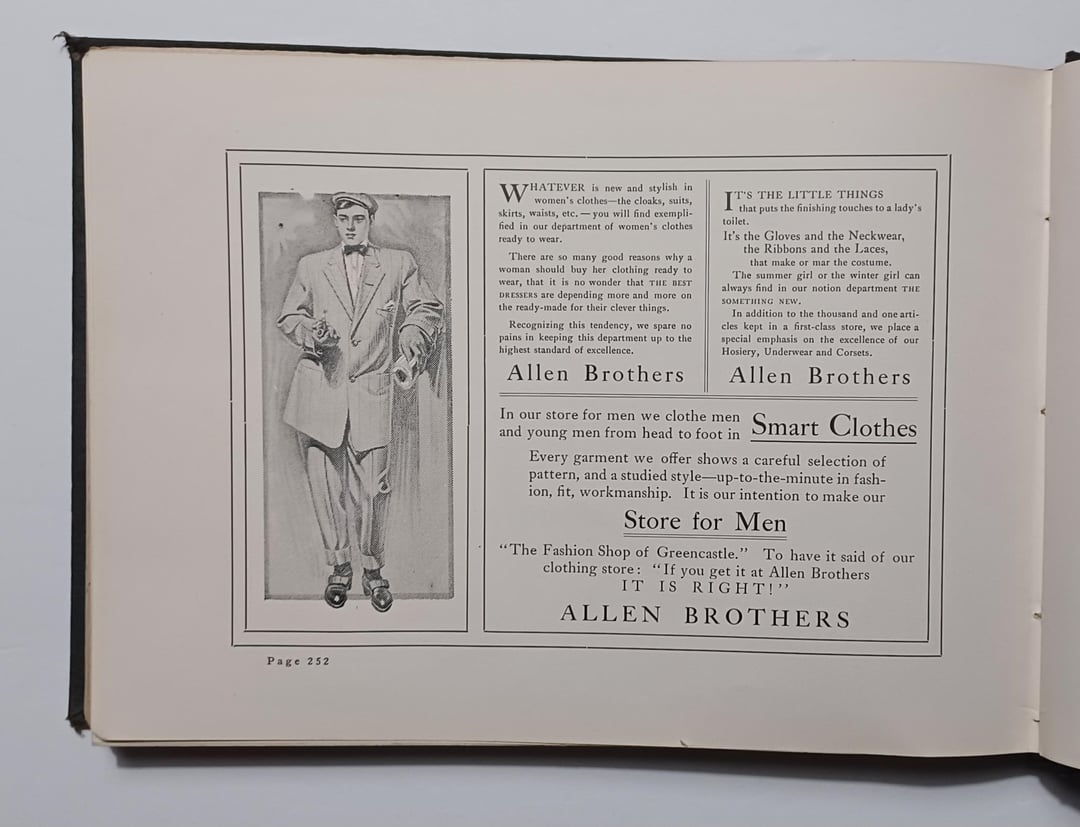 WHATEVER is new and stylish in
women's clothes—the cloaks, suits,
skirts, waists, etc. — you will find exempli-
fied in our department of women's clothes
ready to wear.
There are so many good reasons why a
woman should buy her clothing ready to
wear, that it is no wonder that THE BEST
DRESSERS are depending more and more on
the ready-made for their clever things.
Recognizing this tendency, we spare no
pains in keeping this department up to the
highest standard of excellence.
Allen Brothers
IT'S THE LITTLE THINGS
that puts the finishing touches to a lady's
toilet.
It's the Gloves and the Neckwear,
the Ribbons and the Laces,
that make or mar the costume.
The summer girl or the winter girl can
always find in our notion department THE
SOMETHING NEW.
In addition to the thousand and one arti-
cles kept in a first-class store, we place a
special emphasis on the excellence of our
Hosiery, Underwear and Corsets.
Allen Brothers
In our store for men we clothe men
and young men from head to foot in
Smart Clothes
Every garment we offer shows a careful selection of
pattern, and a studied style—up-to-the-minute in fash-
ion, fit, workmanship. It is our intention to make our
Store for Men
"The Fashion Shop of Greencastle." To have it said of our
clothing store: "If you get it at Allen Brothers
IT IS RIGHT!"
ALLEN BROTHERS
Page 252